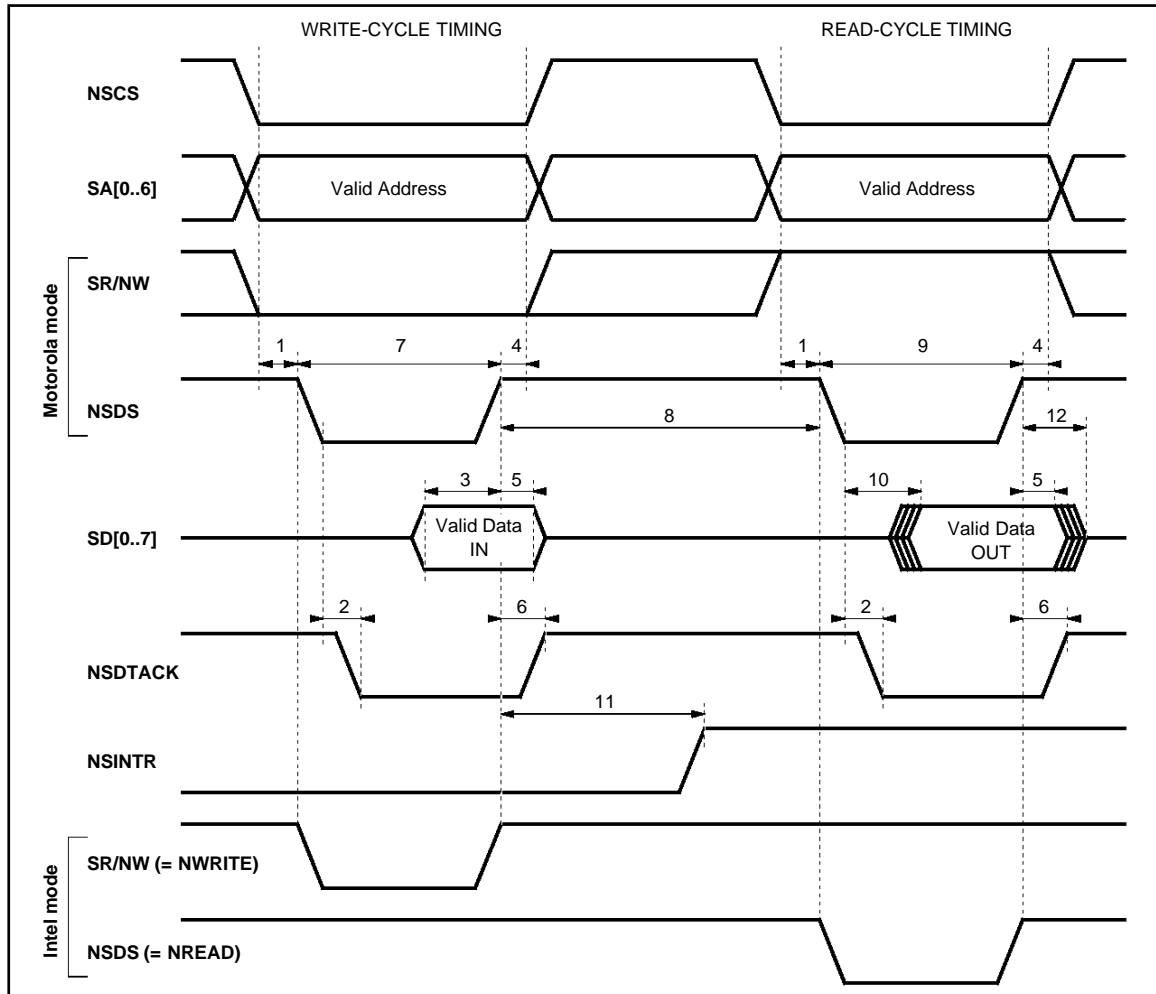 WRITE-CYCLE TIMING
READ-CYCLE TIMING
NSCS
SA[0..6]
Valid Address
Valid Address
Motorola mode
SR/NW
1
7
4
1
9
4
NSDS
8
12
3
5
10
5
SD[0..7]
Valid Data
IN
Valid Data
OUT
2
6
2
6
NSDTACK
11
NSINTR
Intel mode
SR/NW (= NWRITE)
NSDS (= NREAD)